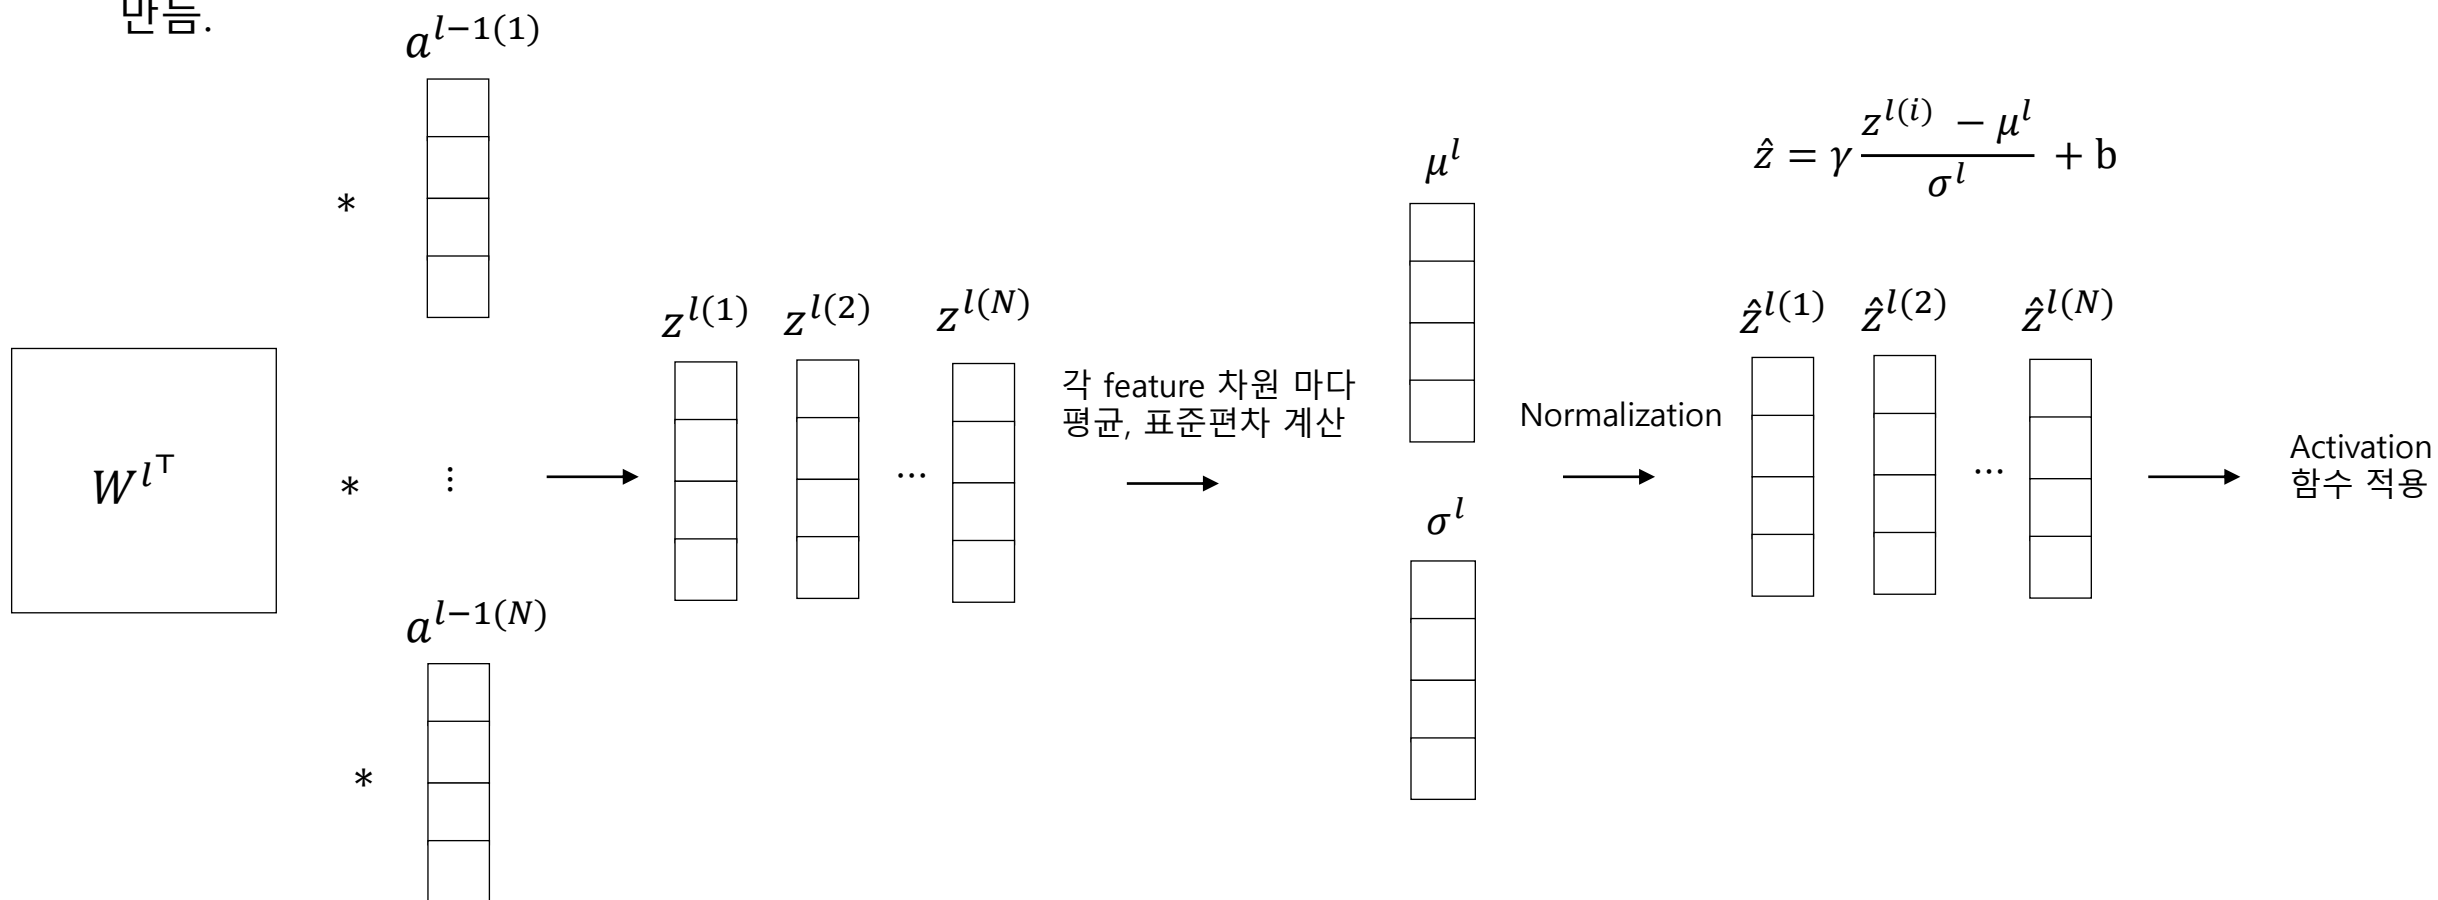 만듬.
a^{l−1(1)}
*
W^{l^⊤}
*
⋮
a^{l−1(N)}
*
z^{l(1)} z^{l(2)} ... z^{l(N)}
각 feature 차원 마다
평균, 표준편차 계산
μ^l
σ^l
Normalization
ẑ = γ (z^{l(i)} − μ^l) / σ^l + b
ẑ^{l(1)} ẑ^{l(2)} ... ẑ^{l(N)}
Activation
함수 적용